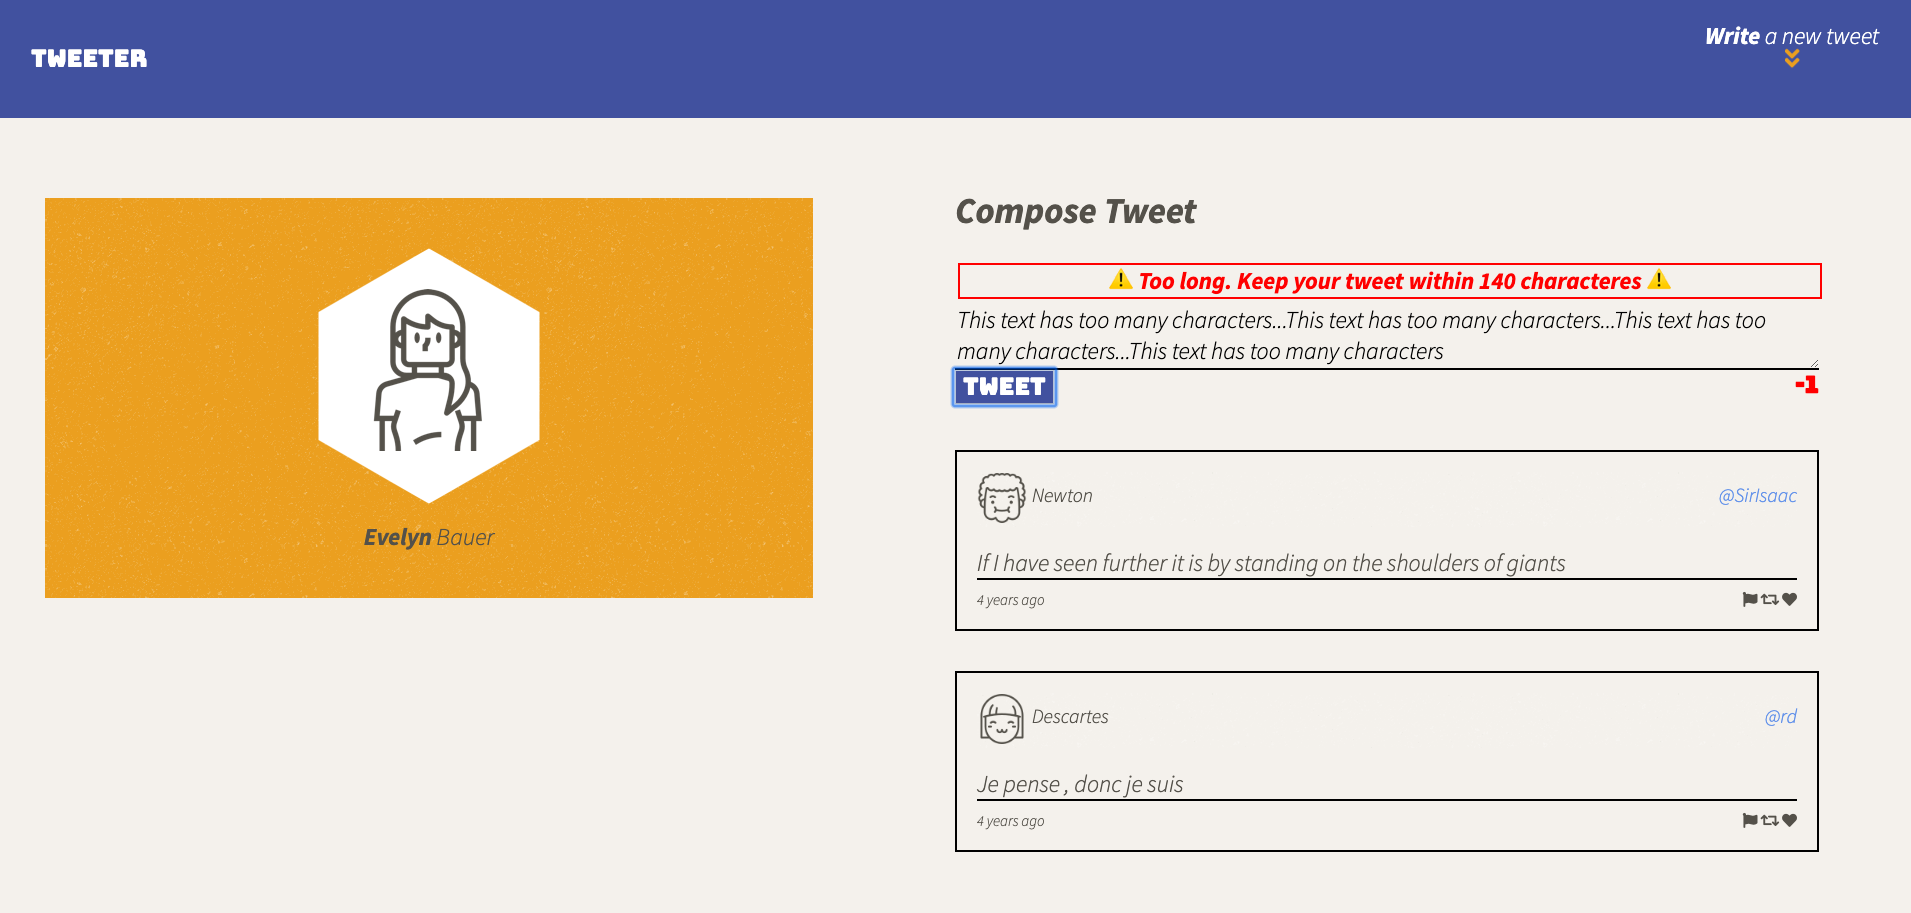 TWEETER
Write a new tweet
Evelyn Bauer
Compose Tweet
⚠ Too long. Keep your tweet within 140 characteres ⚠
This text has too many characters...This text has too many characters...This text has too
many characters...This text has too many characters
TWEET
-1
Newton
@SirIsaac
If I have seen further it is by standing on the shoulders of giants
4 years ago
Descartes
@rd
Je pense , donc je suis
4 years ago